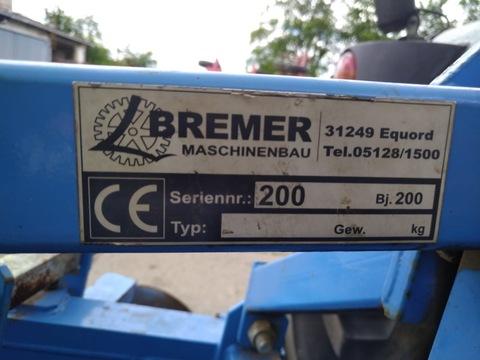 BREMER
MASCHINENBAU
31249 Equord
Tel.05128/1500
CE
Seriennr.: 200 Bj. 200
Typ: Gew. kg